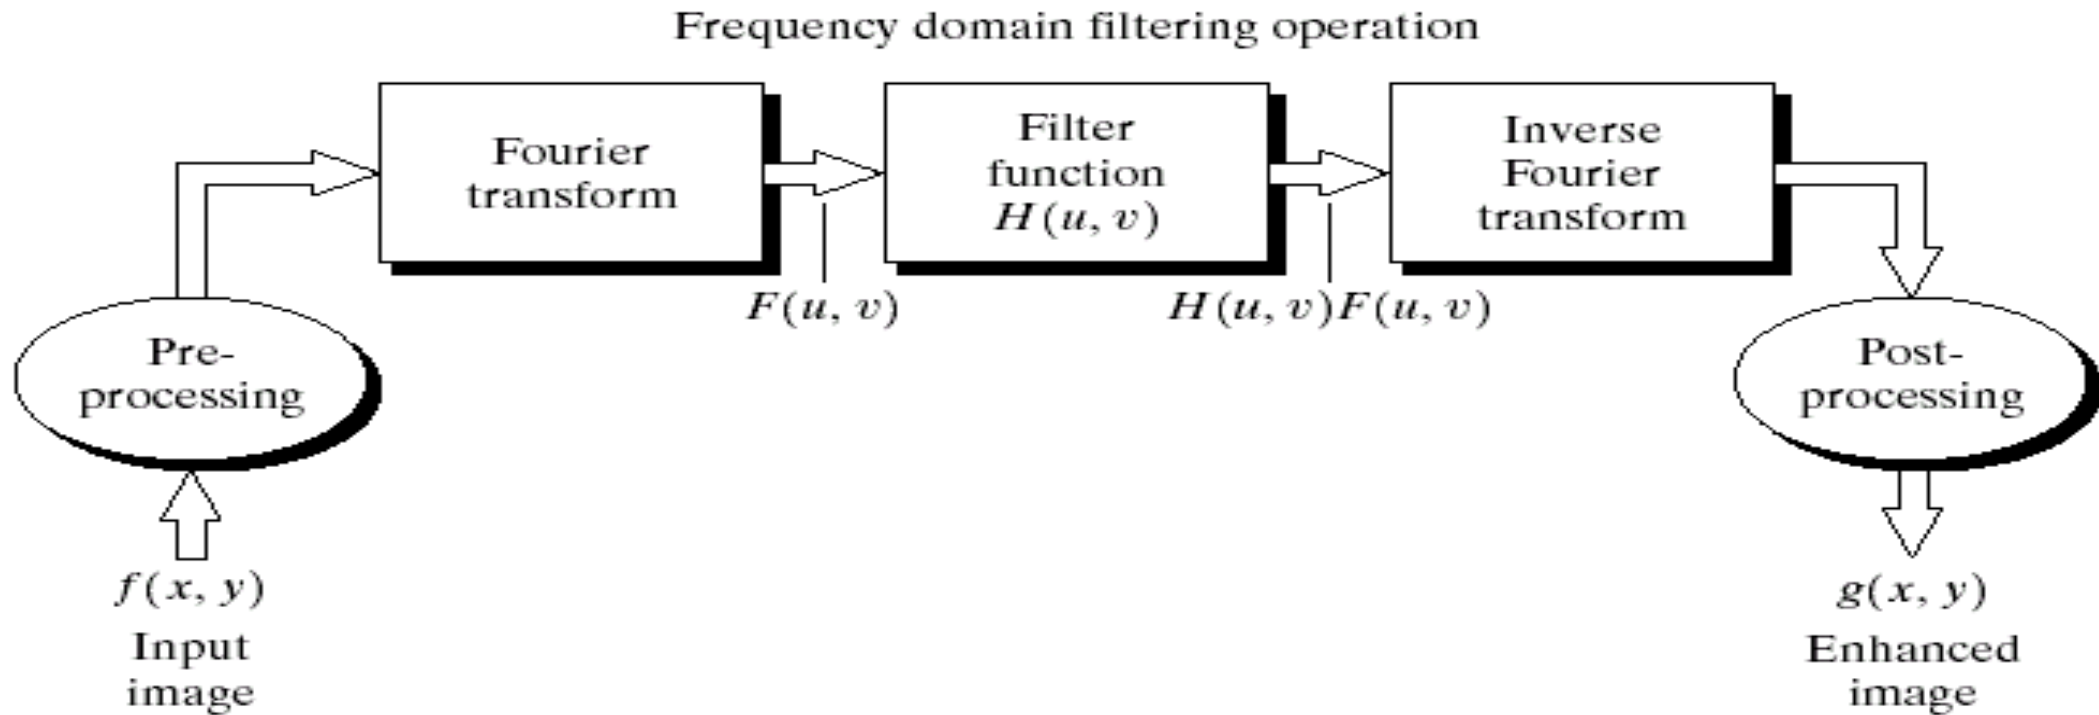 Frequency domain filtering operation
Fourier
transform
Filter
function
H(u, v)
Inverse
Fourier
transform
F(u, v)
H(u, v)F(u, v)
Pre-
processing
Post-
processing
f(x, y)
Input
image
g(x, y)
Enhanced
image